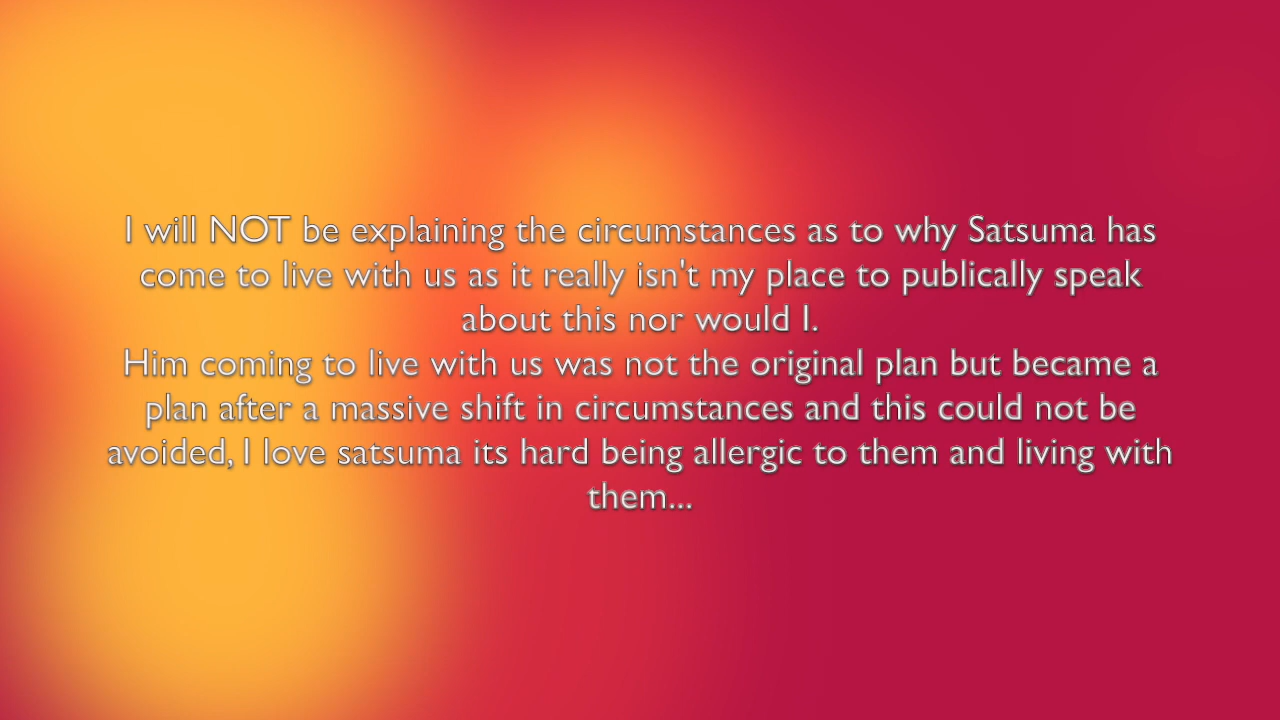 I will NOT be explaining the circumstances as to why Satsuma has
come to live with us as it really isn't my place to publically speak
about this nor would I.
Him coming to live with us was not the original plan but became a
plan after a massive shift in circumstances and this could not be
avoided, I love satsuma its hard being allergic to them and living with
them...